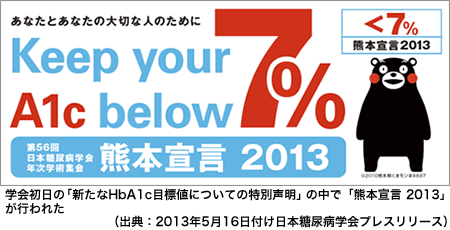 あなたとあなたの大切な人のために
Keep your
A1c below
7%
<7%
熊本宣言2013
第56回
日本糖尿病学会
年次学術集会
熊本宣言 2013
©2010熊本県くまモン#8687
学会初日の「新たなHbA1c目標値についての特別声明」の中で「熊本宣言 2013」
が行われた
(出典：2013年5月16日付け日本糖尿病学会プレスリリース)